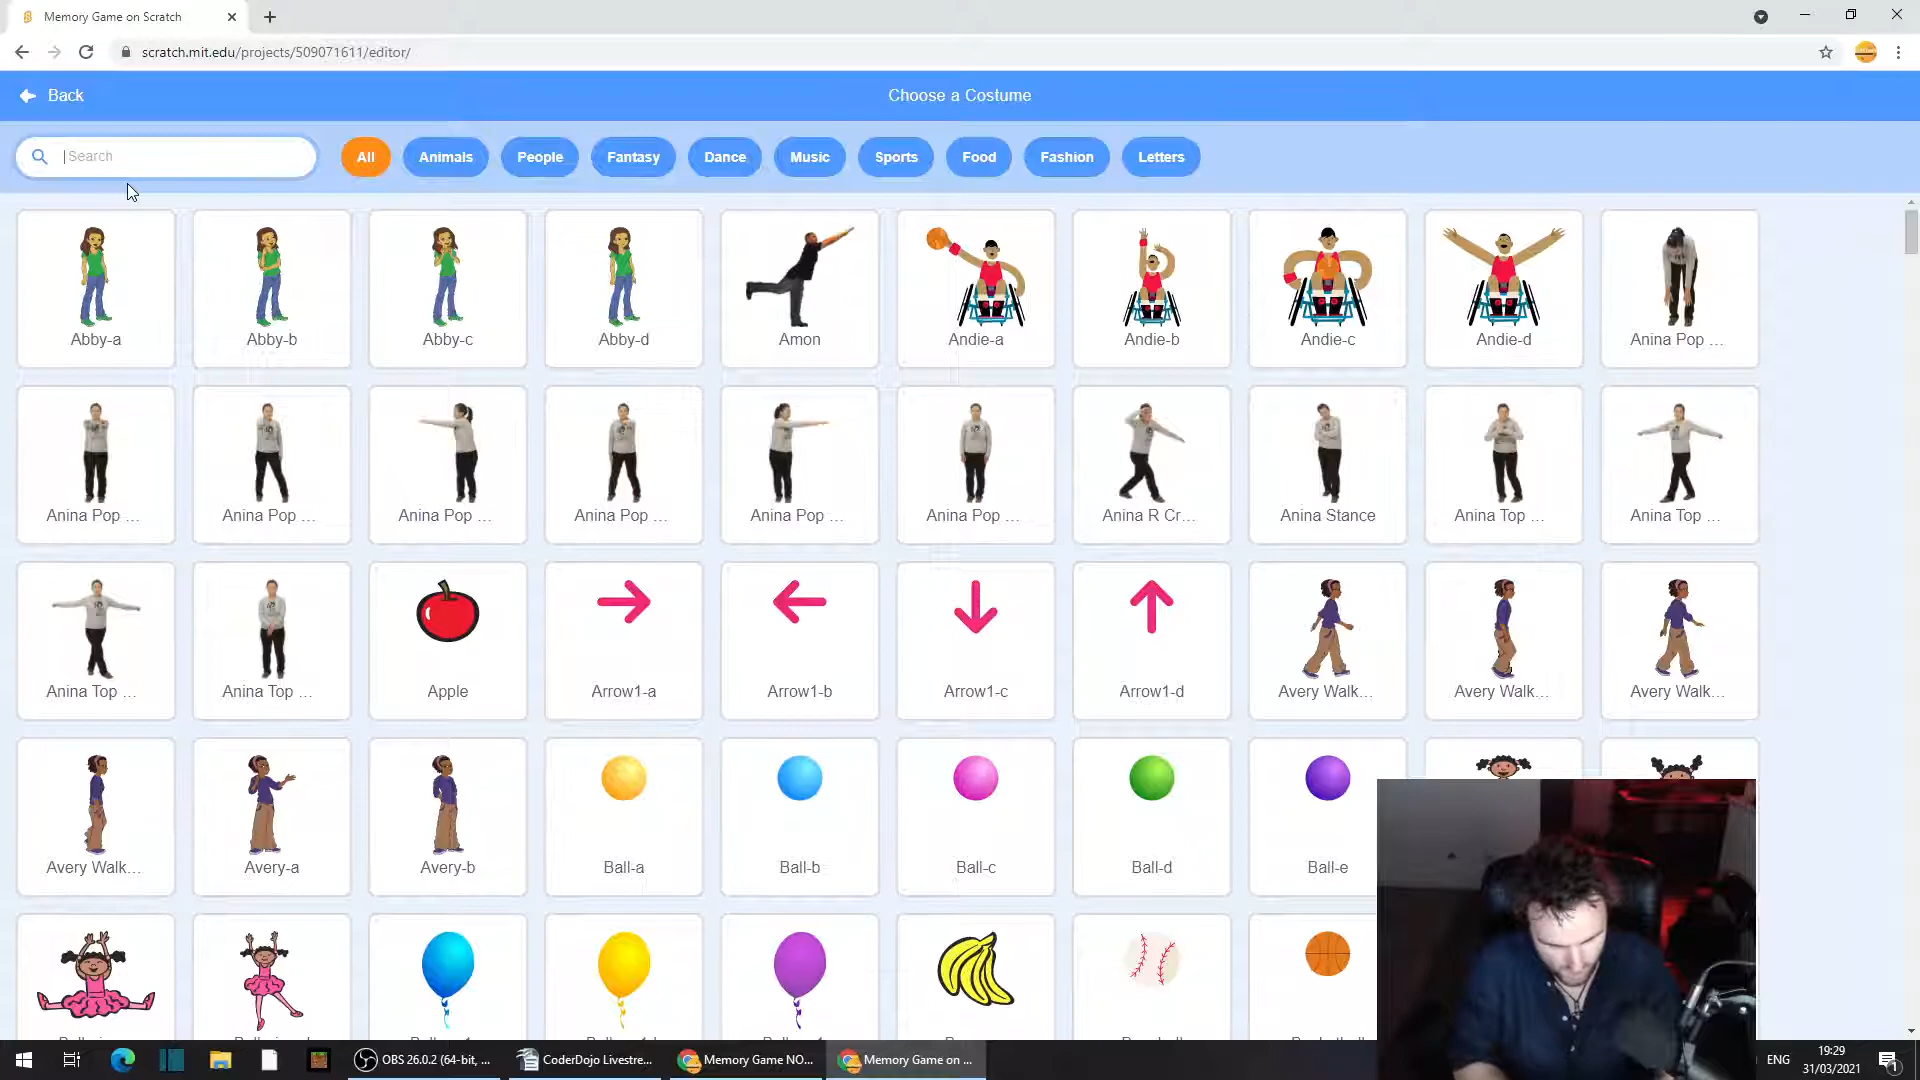 Memory Game on Scratch
scratch.mit.edu/projects/509071611/editor/
Back
Choose a Costume
Search
All
Animals
People
Fantasy
Dance
Music
Sports
Food
Fashion
Letters
Abby-a
Abby-b
Abby-c
Abby-d
Amon
Andie-a
Andie-b
Andie-c
Andie-d
Anina Pop ...
Anina Pop ...
Anina Pop ...
Anina Pop ...
Anina Pop ...
Anina Pop ...
Anina Pop ...
Anina R Cr...
Anina Stance
Anina Top ...
Anina Top ...
Anina Top ...
Anina Top ...
Apple
Arrow1-a
Arrow1-b
Arrow1-c
Arrow1-d
Avery Walk...
Avery Walk...
Avery Walk...
Avery Walk...
Avery-a
Avery-b
Ball-a
Ball-b
Ball-c
Ball-d
Ball-e
OBS 26.0.2 (64-bit, ...
CoderDojo Livestre...
Memory Game NO...
Memory Game on ...
ENG
19:29
31/03/2021
1